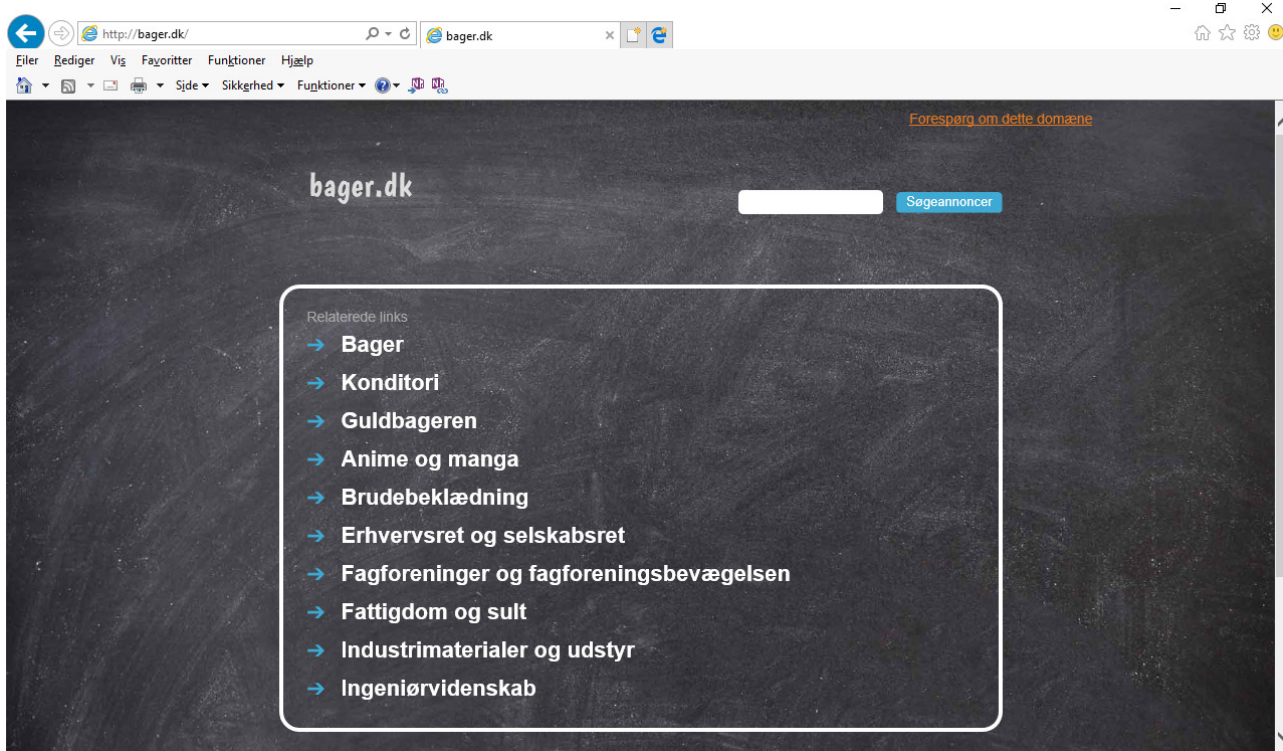 http://bager.dk/
bager.dk
Filer Rediger Vis Favoritter Funktioner Hjælp
Side Sikkerhed Funktioner
Forespørg om dette domæne
bager.dk
Søgeannoncer
Relaterede links
Bager
Konditori
Guldbageren
Anime og manga
Brudebeklædning
Erhvervsret og selskabsret
Fagforeninger og fagforeningsbevægelsen
Fattigdom og sult
Industrimaterialer og udstyr
Ingeniørvidenskab